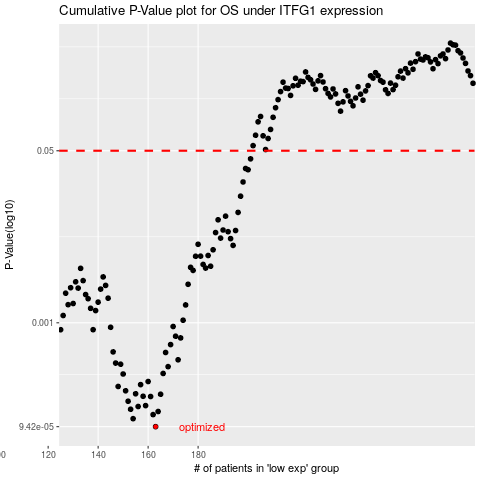 Cumulative P-Value plot for OS under ITFG1 expression
P-Value(log10)
0.05
0.001
9.42e-05
optimized
00 120 140 160 180
# of patients in 'low exp' group